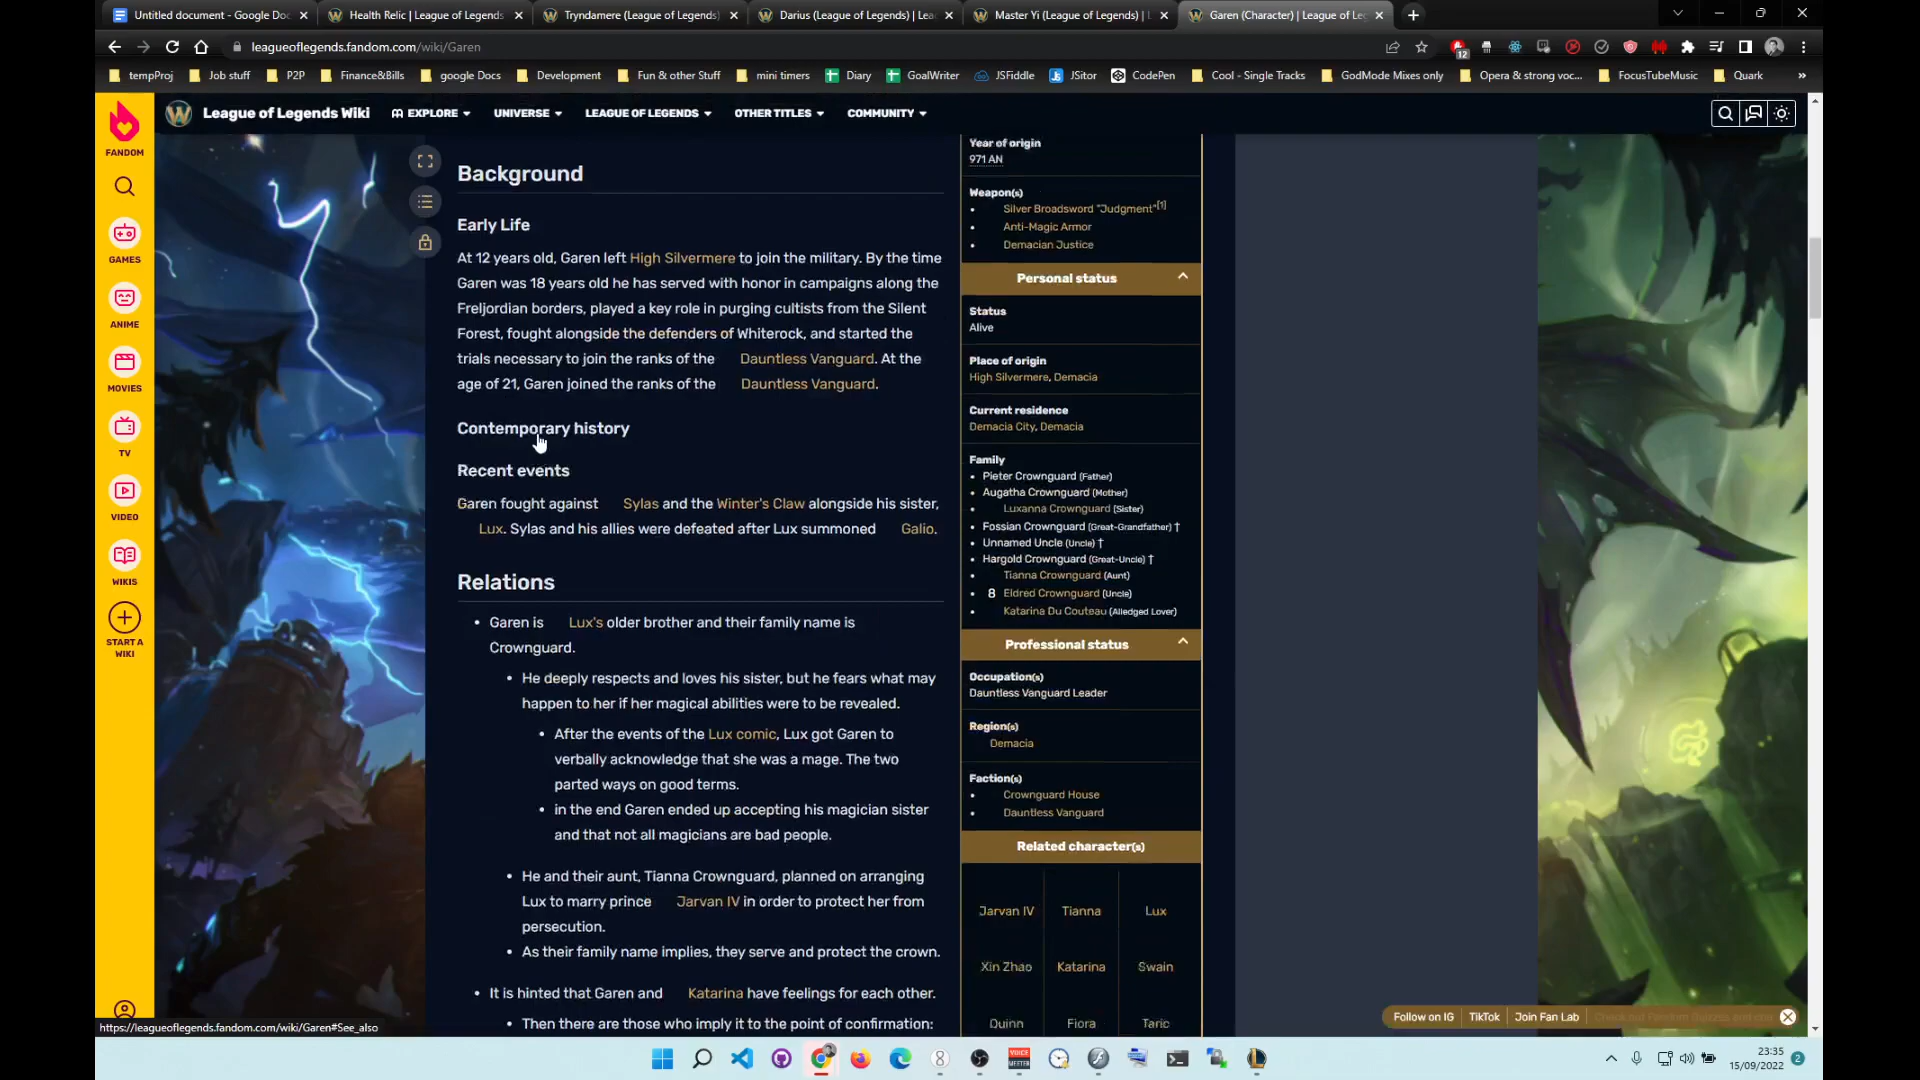 Untitled document - Google Doc
Health Relic | League of Legends
Tryndamere (League of Legends)
Darius (League of Legends) | Lea
Master Yi (League of Legends) | L
Garen (Character) | League of Leg
leagueoflegends.fandom.com/wiki/Garen
12
tempProj
Job stuff
P2P
Finance&Bills
google Docs
Development
Fun & other Stuff
mini timers
Diary
GoalWriter
JSFiddle
JSitor
CodePen
Cool - Single Tracks
GodMode Mixes only
Opera & strong voc...
FocusTubeMusic
Quark
»
League of Legends Wiki
EXPLORE
UNIVERSE
LEAGUE OF LEGENDS
OTHER TITLES
COMMUNITY
FANDOM
GAMES
ANIME
MOVIES
TV
VIDEO
WIKIS
START A
WIKI
Background
Early Life
At 12 years old, Garen left High Silvermere to join the military. By the time
Garen was 18 years old he has served with honor in campaigns along the
Freljordian borders, played a key role in purging cultists from the Silent
Forest, fought alongside the defenders of Whiterock, and started the
trials necessary to join the ranks of the Dauntless Vanguard. At the
age of 21, Garen joined the ranks of the Dauntless Vanguard.
Contemporary history
Recent events
Garen fought against Sylas and the Winter's Claw alongside his sister,
Lux. Sylas and his allies were defeated after Lux summoned Galio.
Relations
• Garen is Lux's older brother and their family name is
Crownguard.
• He deeply respects and loves his sister, but he fears what may
happen to her if her magical abilities were to be revealed.
• After the events of the Lux comic, Lux got Garen to
verbally acknowledge that she was a mage. The two
parted ways on good terms.
• in the end Garen ended up accepting his magician sister
and that not all magicians are bad people.
• He and their aunt, Tianna Crownguard, planned on arranging
Lux to marry prince Jarvan IV in order to protect her from
persecution.
• As their family name implies, they serve and protect the crown.
• It is hinted that Garen and Katarina have feelings for each other.
• Then there are those who imply it to the point of confirmation:
Year of origin
971 AN
Weapon(s)
• Silver Broadsword "Judgment"[1]
• Anti-Magic Armor
• Demacian Justice
Personal status
Status
Alive
Place of origin
High Silvermere, Demacia
Current residence
Demacia City, Demacia
Family
• Pieter Crownguard (Father)
• Augatha Crownguard (Mother)
• Luxanna Crownguard (Sister)
• Fossian Crownguard (Great-Grandfather) †
• Unnamed Uncle (Uncle) †
• Hargold Crownguard (Great-Uncle) †
• Tianna Crownguard (Aunt)
• 8 Eldred Crownguard (Uncle)
• Katarina Du Couteau (Alledged Lover)
Professional status
Occupation(s)
Dauntless Vanguard Leader
Region(s)
Demacia
Faction(s)
• Crownguard House
• Dauntless Vanguard
Related character(s)
Jarvan IV
Tianna
Lux
Xin Zhao
Katarina
Swain
Quinn
Fiora
Taric
Follow on IG
TikTok
Join Fan Lab
https://leagueoflegends.fandom.com/wiki/Garen#See_also
VOICE
MEETER
23:35
15/09/2022
2